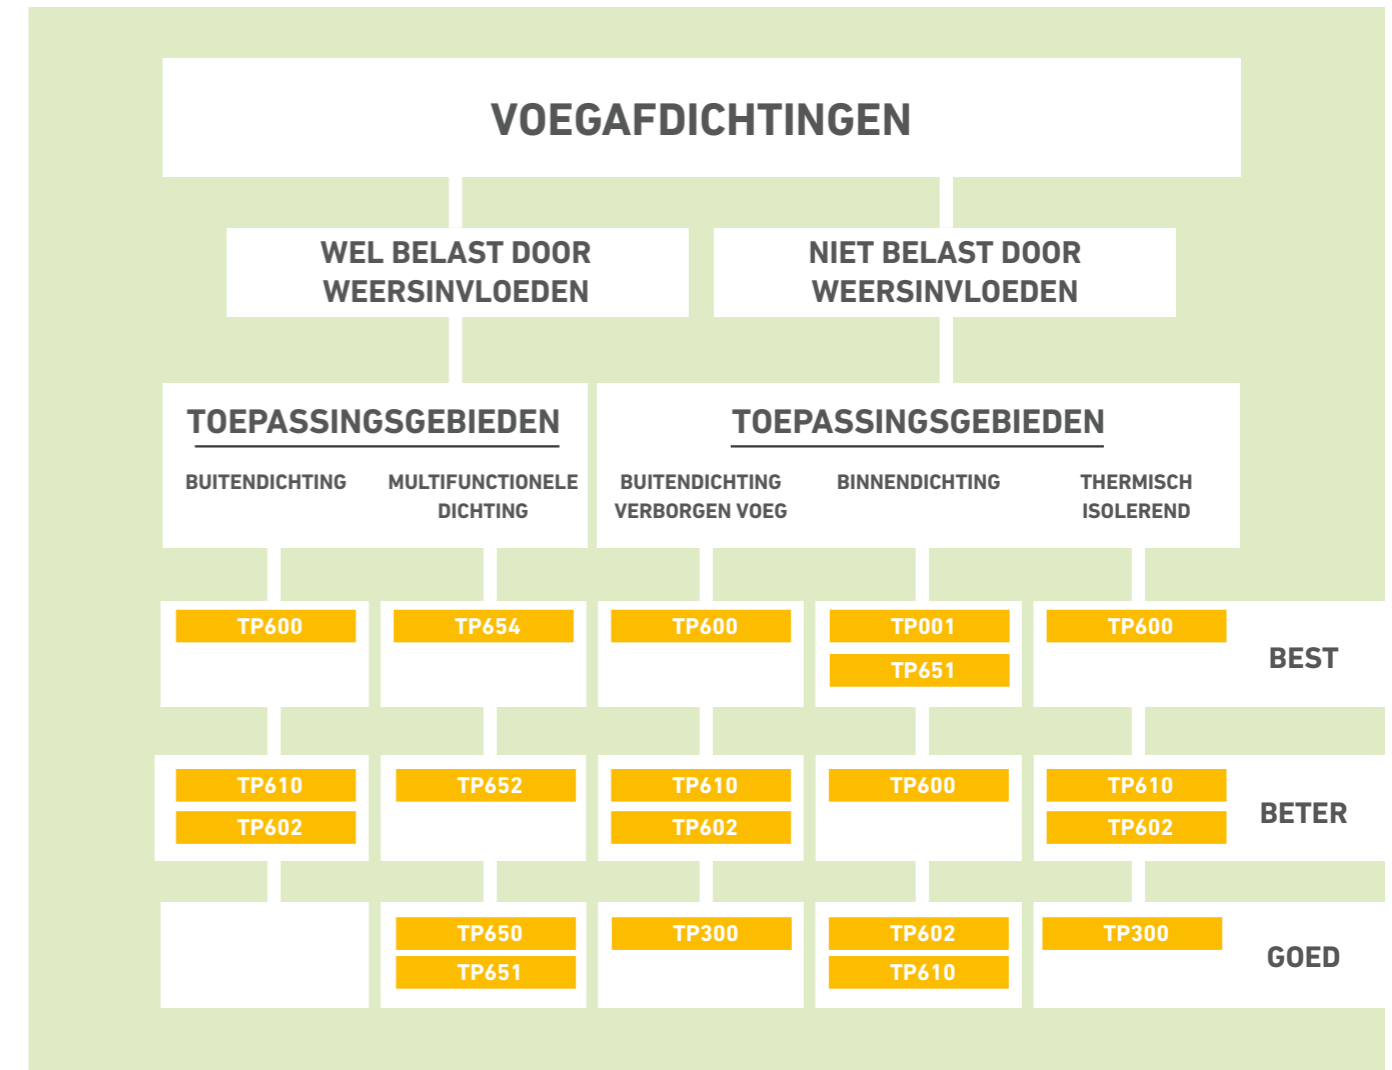 VOEGAFDICHTINGEN
WEL BELAST DOOR
WEERSINVLOEDEN
NIET BELAST DOOR
WEERSINVLOEDEN
TOEPASSINGSGEBIEDEN
BUITENDICHTING
MULTIFUNCTIONELE
DICHTING
TOEPASSINGSGEBIEDEN
BUITENDICHTING
VERBORGEN VOEG
BINNENDICHTING
THERMISCH
ISOLEREND
TP600
TP654
TP600
TP001
TP651
TP600
BEST
TP610
TP602
TP652
TP610
TP602
TP600
TP610
TP602
BETER
TP650
TP651
TP300
TP602
TP610
TP300
GOED